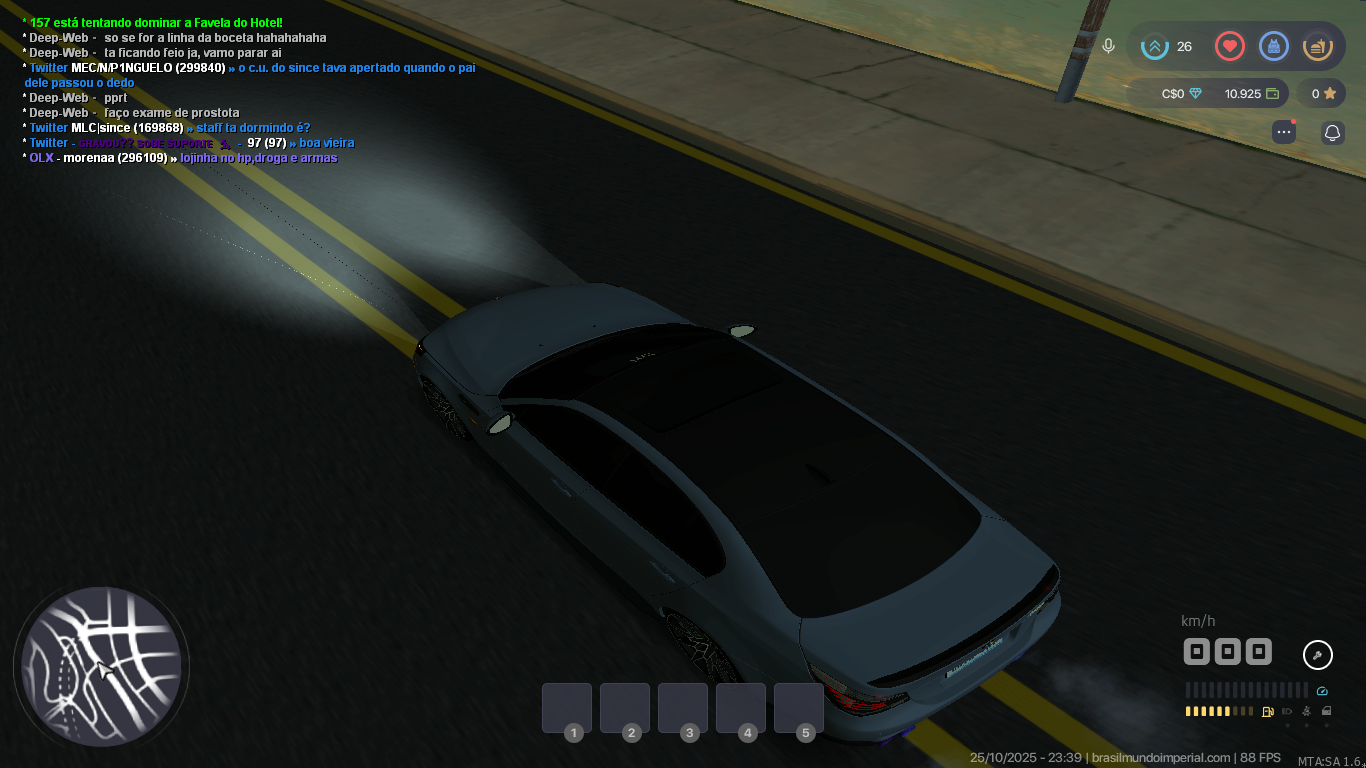 * 157 está tentando dominar a Favela do Hotel!
* Deep-Web - so se for a linha da boceta hahahahaha
* Deep-Web - ta ficando feio ja, vamo parar ai
* Twitter MEC/N/P1NGUELO (299840) » o c.u. do since tava apertado quando o pai
dele passou o dedo
* Deep-Web - pprt
* Deep-Web - faço exame de prostota
* Twitter MLC|since (169868) » staff ta dormindo é?
* Twitter - GRADUU?? SOBE SUPORTE - 97 (97) » boa vieira
* OLX - morenaa (296109) » lojinha no hp,droga e armas
26
C$0 10.925 0
km/h
000
1 2 3 4 5
25/10/2025 - 23:39 | brasilmundoimperial.com | 88 FPS
MTA:SA 1.6